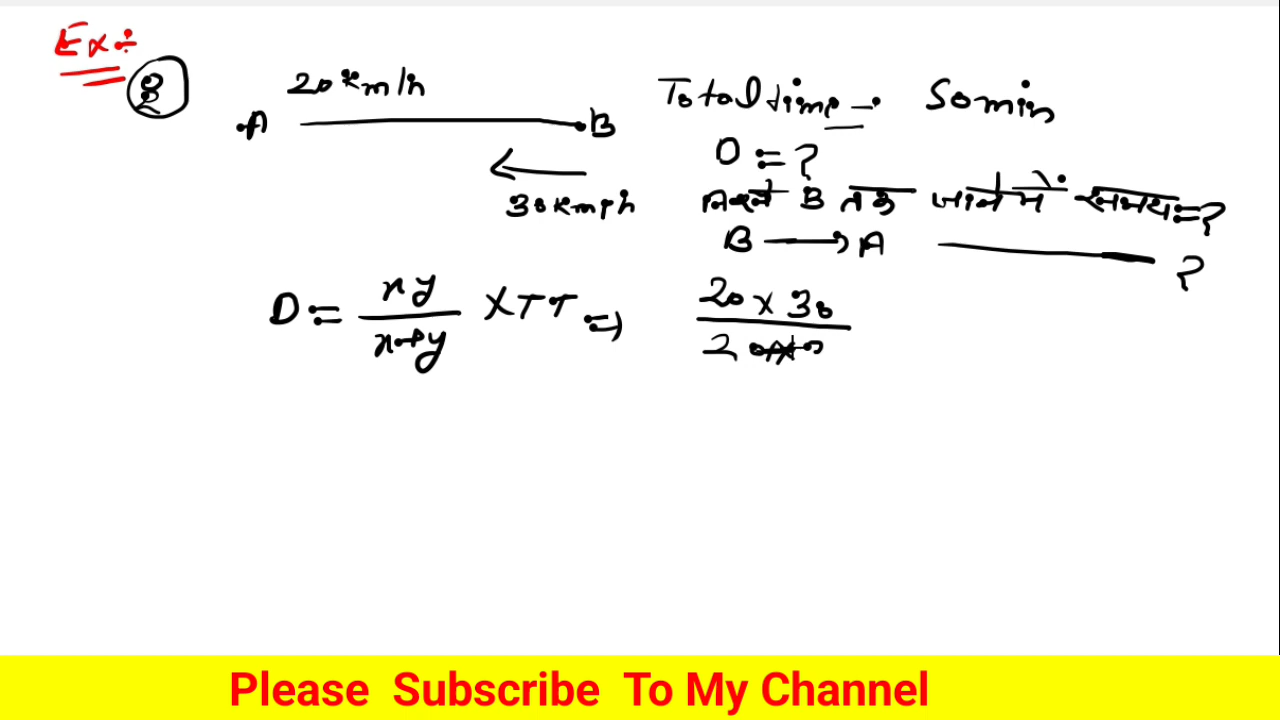 Ex÷
2
20 km/h
A B
30 kmph
Total time → 50 min
D = ?
A से B तक जाने में समय = ?
B → A ?
D = xy / x+y × TT ⇒ 20 × 30 / 20
Please Subscribe To My Channel